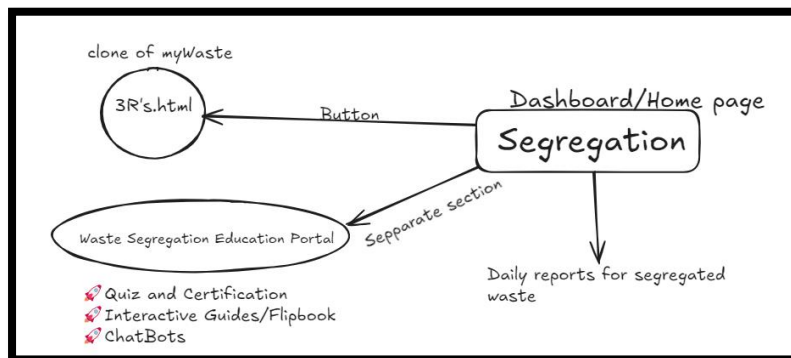 clone of myWaste
3R's.html
Button
Dashboard/Home page
Segregation
Sepparate section
Waste Segregation Education Portal
Daily reports for segregated
waste
🚀Quiz and Certification
🚀Interactive Guides/Flipbook
🚀ChatBots